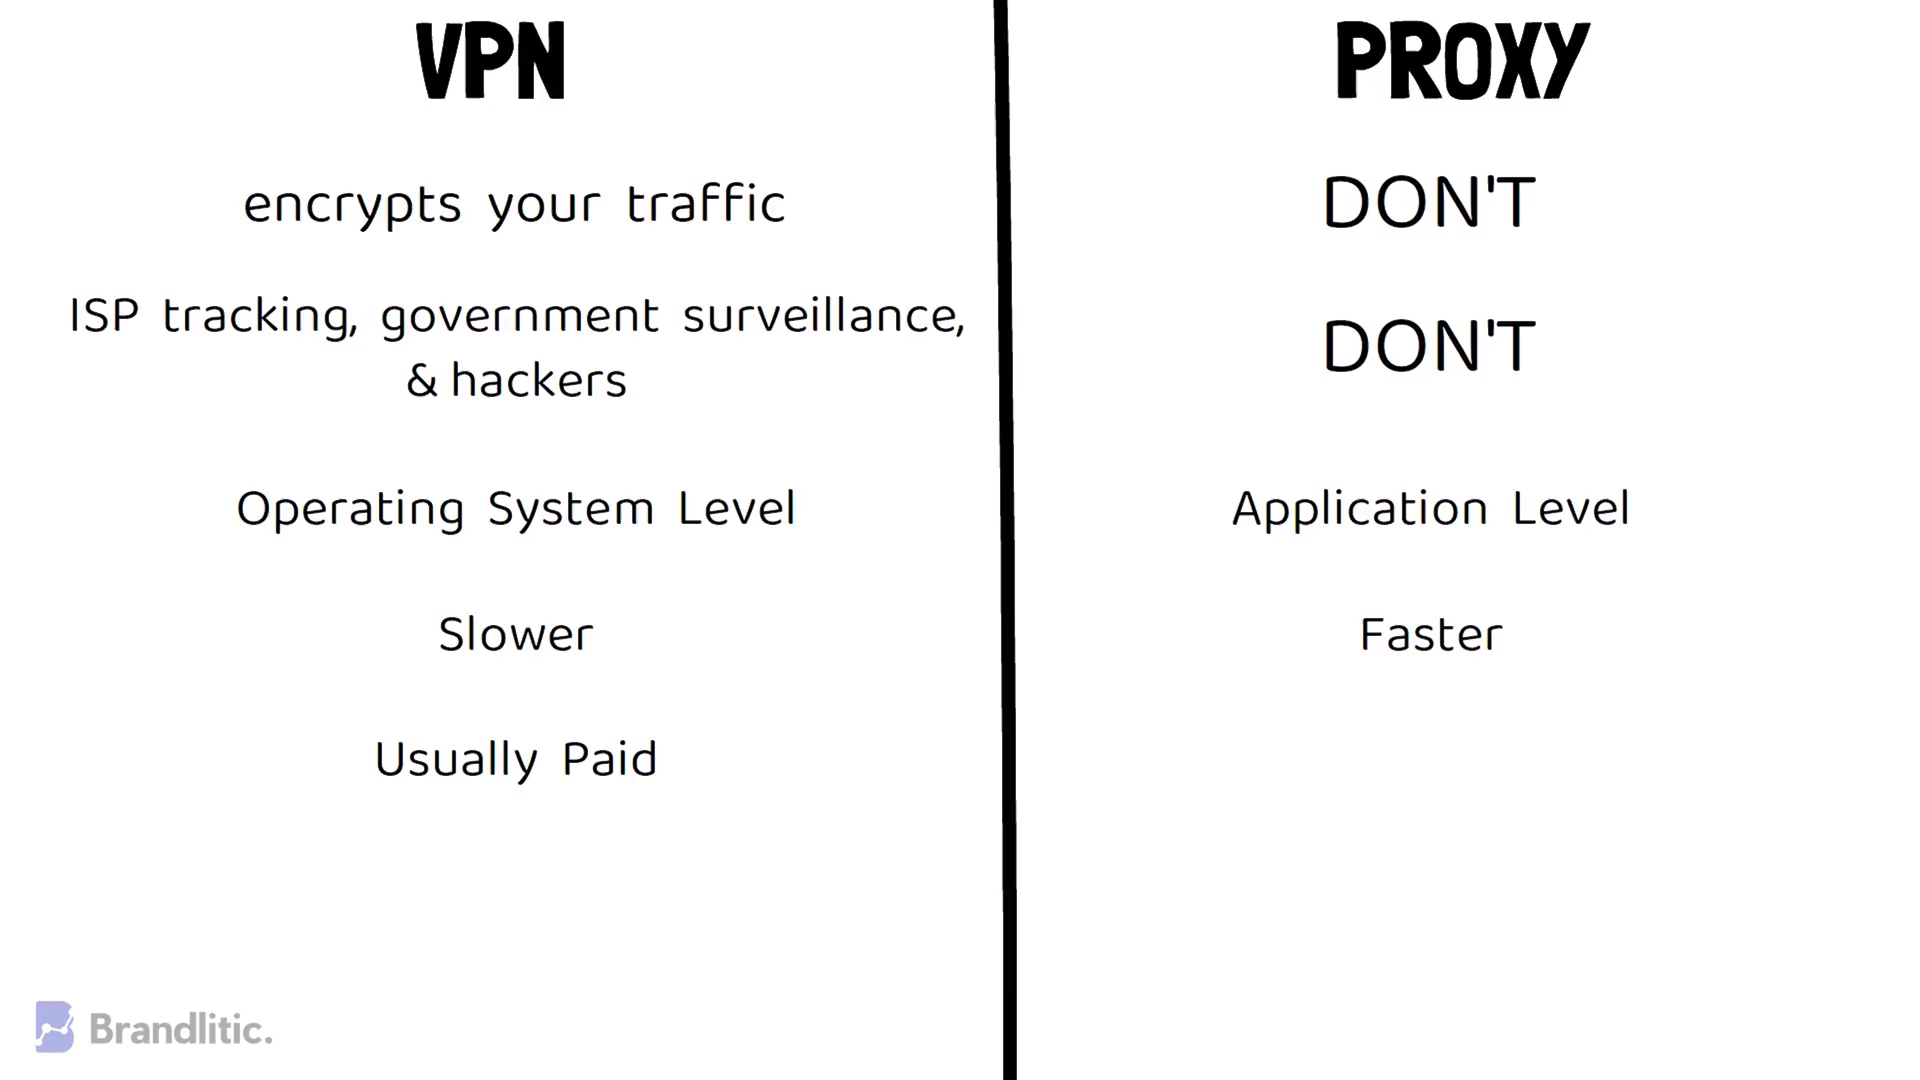 VPN
PROXY
encrypts your traffic
DON'T
ISP tracking, government surveillance,
& hackers
DON'T
Operating System Level
Application Level
Slower
Faster
Usually Paid
Brandlitic.